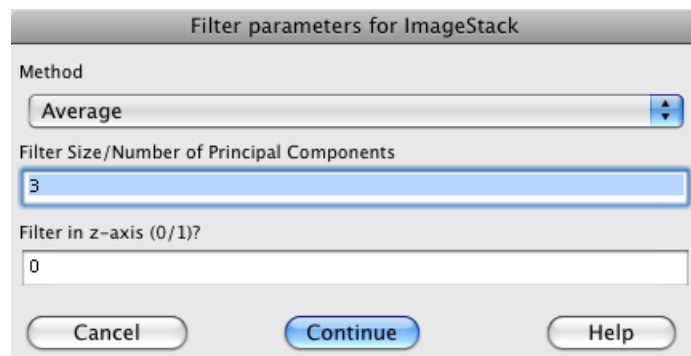 Filter parameters for ImageStack
Method
Average
Filter Size/Number of Principal Components
3
Filter in z-axis (0/1)?
0
Cancel Continue Help